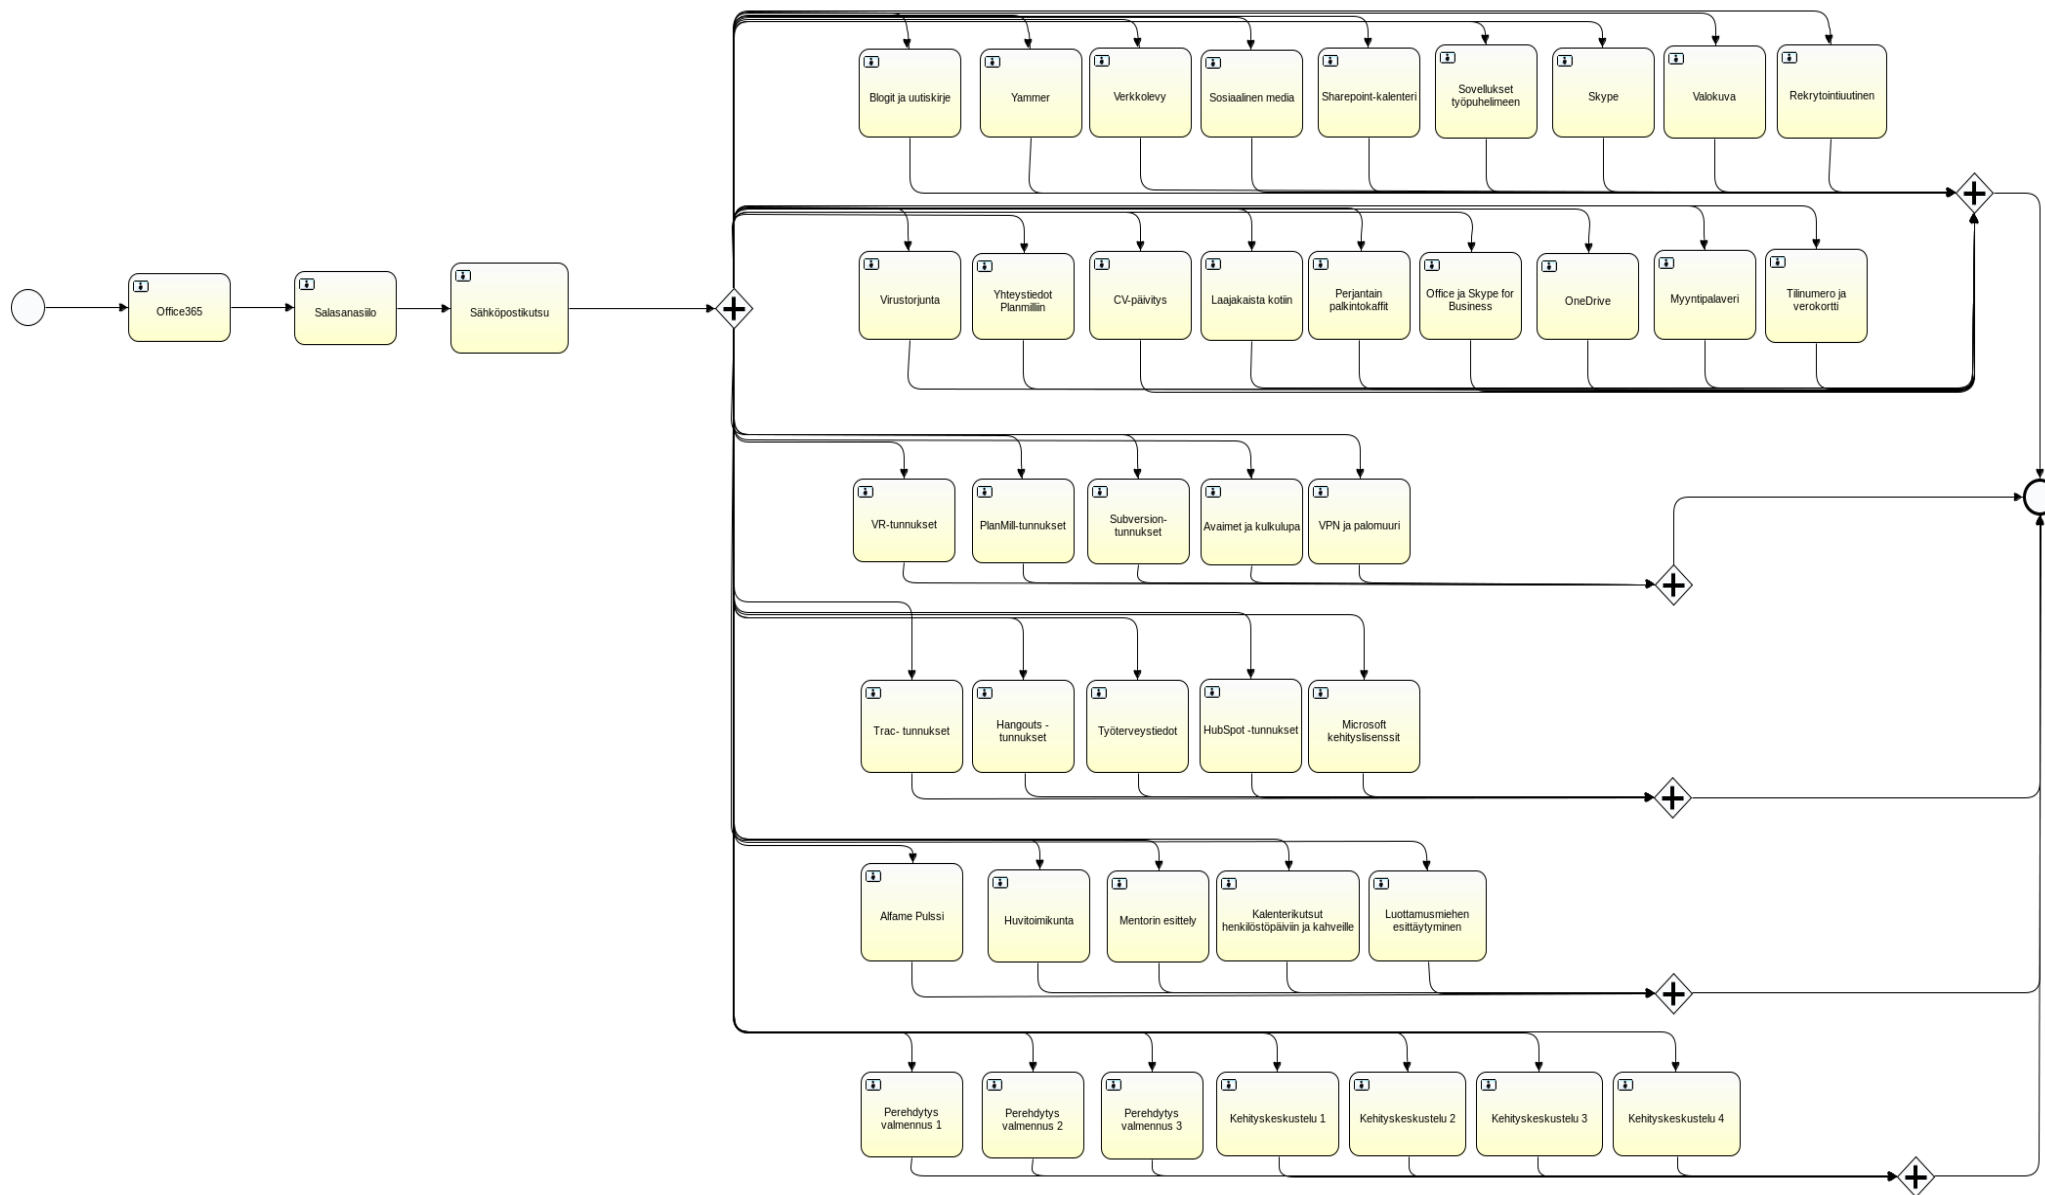 Blogit ja uutiskirje
Yammer
Verkkolevy
Sosiaalinen media
Sharepoint-kalenteri
Sovellukset
työpuhelimeen
Skype
Valokuva
Rekrytointiuutinen
Office365
Salasanasiilo
Sähköpostikutsu
Virustorjunta
Yhteystiedot
Planmilliin
CV-päivitys
Laajakaista kotiin
Perjantain
palkintokaffit
Office ja Skype for
Business
OneDrive
Myyntipalaveri
Tilinumero ja
verokortti
VR-tunnukset
PlanMill-tunnukset
Subversion-
tunnukset
Avaimet ja kulkulupa
VPN ja palomuuri
Trac- tunnukset
Hangouts -
tunnukset
Työterveystiedot
HubSpot -tunnukset
Microsoft
kehityslisenssit
Alfame Pulssi
Huvitoimikunta
Mentorin esittely
Kalenterikutsut
henkilöstöpäiviin ja kahveille
Luottamusmiehen
esittäytyminen
Perehdytys
valmennus 1
Perehdytys
valmennus 2
Perehdytys
valmennus 3
Kehityskeskustelu 1
Kehityskeskustelu 2
Kehityskeskustelu 3
Kehityskeskustelu 4